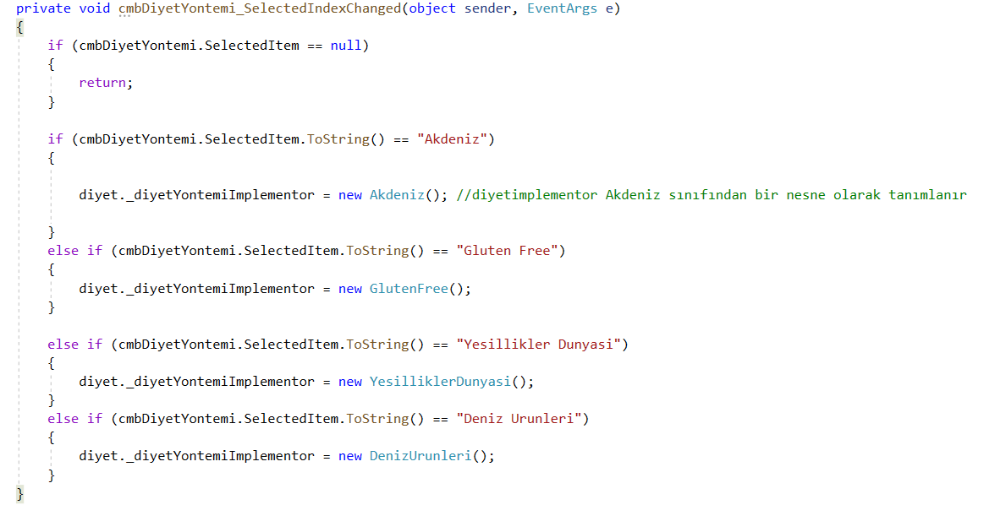 private void cmbDiyetYontemi_SelectedIndexChanged(object sender, EventArgs e)
{
if (cmbDiyetYontemi.SelectedItem == null)
{
return;
}
if (cmbDiyetYontemi.SelectedItem.ToString() == "Akdeniz")
{
diyet._diyetYontemiImplementor = new Akdeniz(); //diyetimplementor Akdeniz sınıfından bir nesne olarak tanımlanır
}
else if (cmbDiyetYontemi.SelectedItem.ToString() == "Gluten Free")
{
diyet._diyetYontemiImplementor = new GlutenFree();
}
else if (cmbDiyetYontemi.SelectedItem.ToString() == "Yesillikler Dunyasi")
{
diyet._diyetYontemiImplementor = new YesilliklerDunyasi();
}
else if (cmbDiyetYontemi.SelectedItem.ToString() == "Deniz Urunleri")
{
diyet._diyetYontemiImplementor = new DenizUrunleri();
}
}